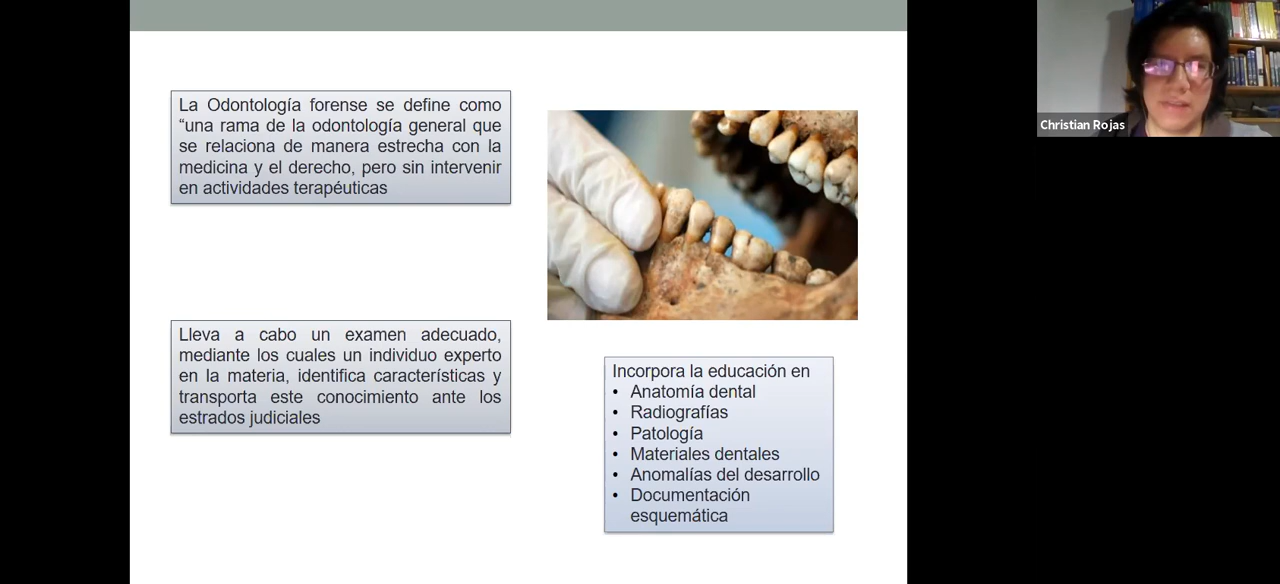 La Odontología forense se define como
“una rama de la odontología general que
se relaciona de manera estrecha con la
medicina y el derecho, pero sin intervenir
en actividades terapéuticas
Lleva a cabo un examen adecuado,
mediante los cuales un individuo experto
en la materia, identifica características y
transporta este conocimiento ante los
estrados judiciales
Incorpora la educación en
• Anatomía dental
• Radiografías
• Patología
• Materiales dentales
• Anomalías del desarrollo
• Documentación
esquemática
Christian Rojas